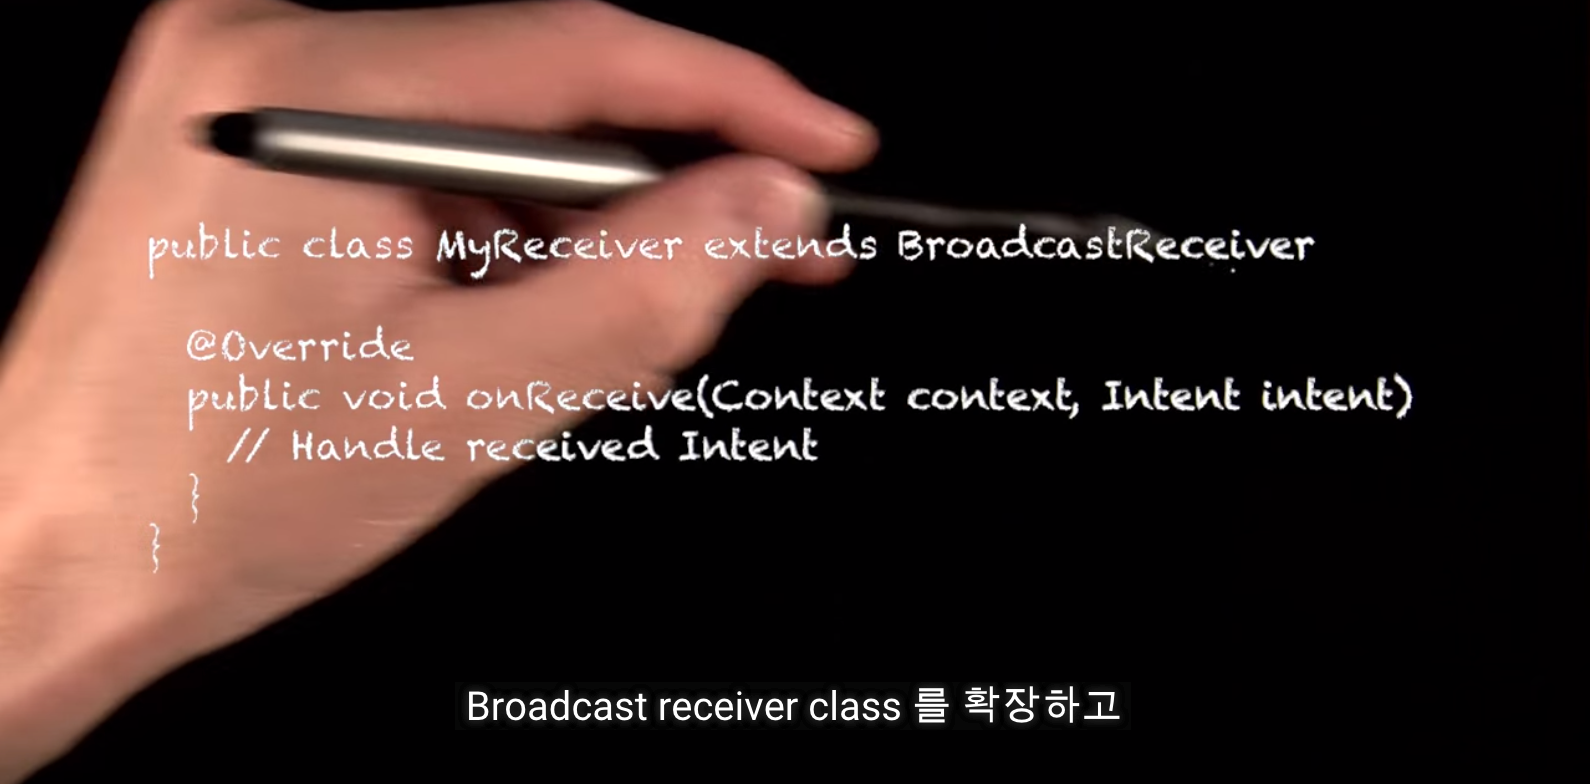 public class MyReceiver extends BroadcastReceiver
@Override
public void onReceive(Context context, Intent intent)
// Handle received Intent
}
}
Broadcast receiver class 를 확장하고